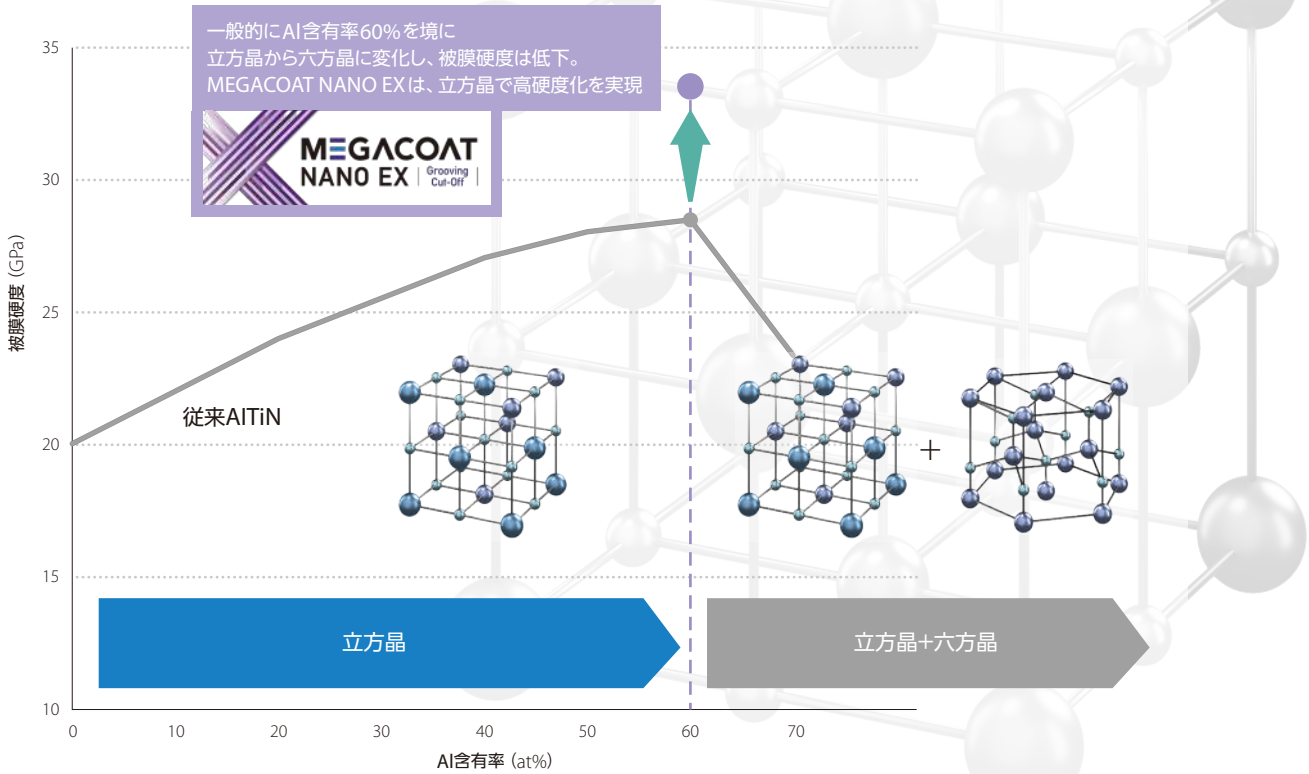 一般的にAl含有率60%を境に
立方晶から六方晶に変化し、被膜硬度は低下。
MEGACOAT NANO EXは、立方晶で高硬度化を実現
MEGACOAT
NANO EX
Grooving
Cut-Off
35
30
25
20
15
10
被膜硬度 (GPa)
従来AlTiN
+
立方晶
立方晶+六方晶
0
10
20
30
40
50
60
70
Al含有率 (at%)